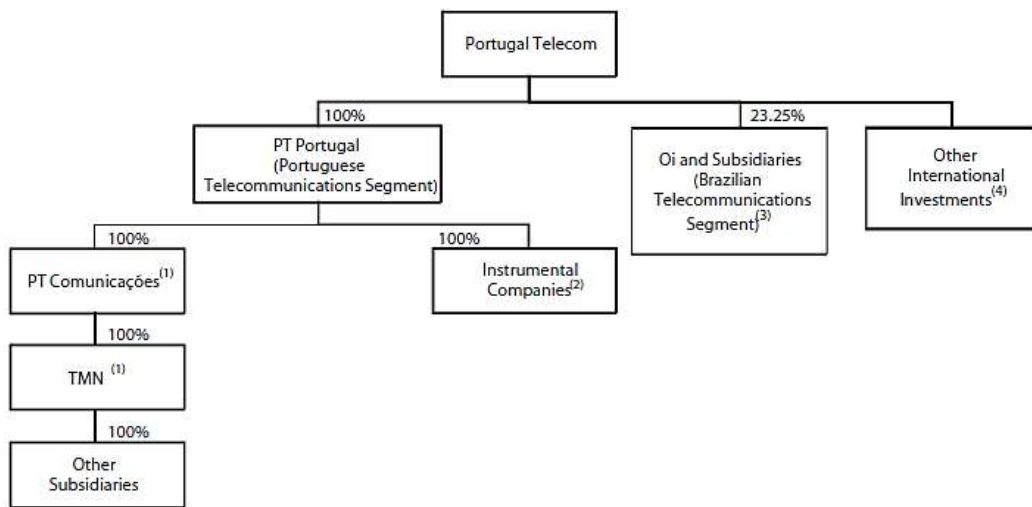 Portugal Telecom
100%
23.25%
PT Portugal
(Portuguese
Telecommunications Segment)
Oi and Subsidiaries
(Brazilian
Telecommunications
Segment)(3)
Other
International
Investments(4)
100%
100%
PT Comunicações(1)
Instrumental
Companies(2)
100%
TMN (1)
100%
Other
Subsidiaries